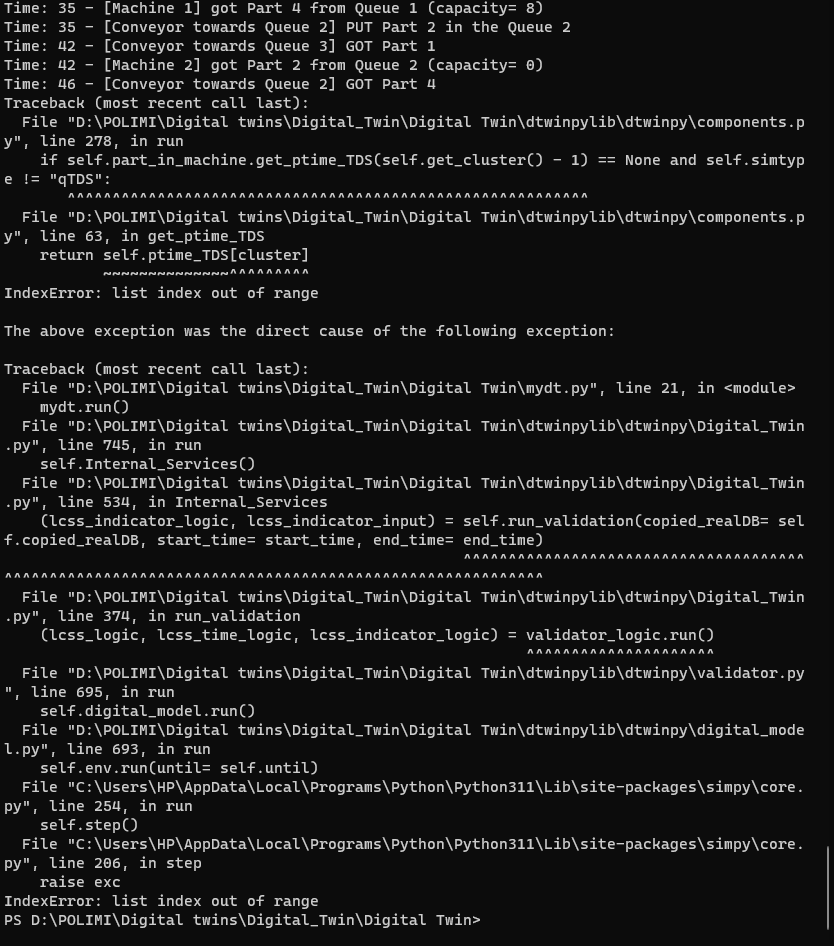 Time: 35 - [Machine 1] got Part 4 from Queue 1 (capacity= 8)
Time: 35 - [Conveyor towards Queue 2] PUT Part 2 in the Queue 2
Time: 42 - [Conveyor towards Queue 3] GOT Part 1
Time: 42 - [Machine 2] got Part 2 from Queue 2 (capacity= 0)
Time: 46 - [Conveyor towards Queue 2] GOT Part 4
Traceback (most recent call last):
  File "D:\POLIMI\Digital twins\Digital_Twin\Digital Twin\dtwinpylib\dtwinpy\components.p
y", line 278, in run
    if self.part_in_machine.get_ptime_TDS(self.get_cluster() - 1) == None and self.simtyp
e != "qTDS":
       ^^^^^^^^^^^^^^^^^^^^^^^^^^^^^^^^^^^^^^^^^^^^^^^^^^^^^^^^^^
  File "D:\POLIMI\Digital twins\Digital_Twin\Digital Twin\dtwinpylib\dtwinpy\components.p
y", line 63, in get_ptime_TDS
    return self.ptime_TDS[cluster]
           ~~~~~~~~~~~~~~^^^^^^^^^
IndexError: list index out of range

The above exception was the direct cause of the following exception:

Traceback (most recent call last):
  File "D:\POLIMI\Digital twins\Digital_Twin\Digital Twin\mydt.py", line 21, in <module>
    mydt.run()
  File "D:\POLIMI\Digital twins\Digital_Twin\Digital Twin\dtwinpylib\dtwinpy\Digital_Twin
.py", line 745, in run
    self.Internal_Services()
  File "D:\POLIMI\Digital twins\Digital_Twin\Digital Twin\dtwinpylib\dtwinpy\Digital_Twin
.py", line 534, in Internal_Services
    (lcss_indicator_logic, lcss_indicator_input) = self.run_validation(copied_realDB= sel
f.copied_realDB, start_time= start_time, end_time= end_time)
                                                   ^^^^^^^^^^^^^^^^^^^^^^^^^^^^^^^^^^^^^^
^^^^^^^^^^^^^^^^^^^^^^^^^^^^^^^^^^^^^^^^^^^^^^^^^^^^^^^^^^^^
  File "D:\POLIMI\Digital twins\Digital_Twin\Digital Twin\dtwinpylib\dtwinpy\Digital_Twin
.py", line 374, in run_validation
    (lcss_logic, lcss_time_logic, lcss_indicator_logic) = validator_logic.run()
                                                          ^^^^^^^^^^^^^^^^^^^^^
  File "D:\POLIMI\Digital twins\Digital_Twin\Digital Twin\dtwinpylib\dtwinpy\validator.py
", line 695, in run
    self.digital_model.run()
  File "D:\POLIMI\Digital twins\Digital_Twin\Digital Twin\dtwinpylib\dtwinpy\digital_mode
l.py", line 693, in run
    self.env.run(until= self.until)
  File "C:\Users\HP\AppData\Local\Programs\Python\Python311\Lib\site-packages\simpy\core.
py", line 254, in run
    self.step()
  File "C:\Users\HP\AppData\Local\Programs\Python\Python311\Lib\site-packages\simpy\core.
py", line 206, in step
    raise exc
IndexError: list index out of range
PS D:\POLIMI\Digital twins\Digital_Twin\Digital Twin>